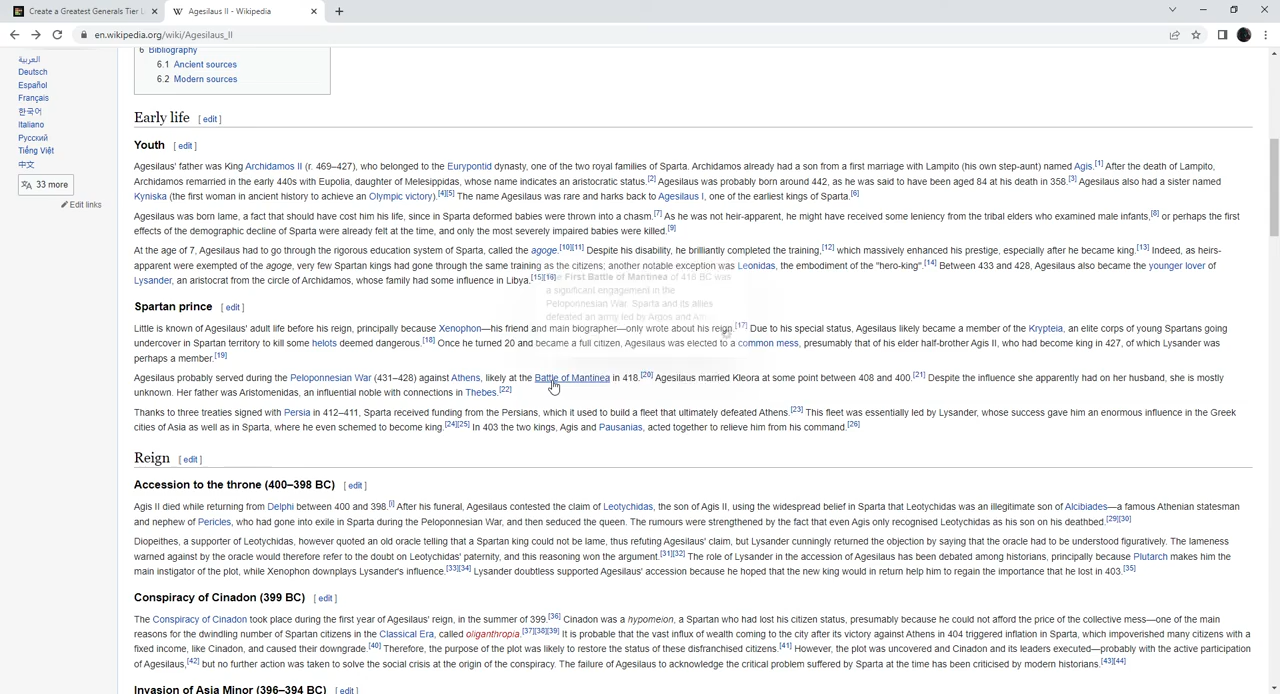 Create a Greatest Generals Tier L
Agesilaus II - Wikipedia
en.wikipedia.org/wiki/Agesilaus_II
6 Bibliography
6.1 Ancient sources
6.2 Modern sources
العربية
Deutsch
Español
Français
한국어
Italiano
Русский
Tiếng Việt
中文
33 more
Edit links
Early life [ edit ]
Youth [ edit ]
Agesilaus' father was King Archidamos II (r. 469–427), who belonged to the Eurypontid dynasty, one of the two royal families of Sparta. Archidamos already had a son from a first marriage with Lampito (his own step-aunt) named Agis.[1] After the death of Lampito,
Archidamos remarried in the early 440s with Eupolia, daughter of Melesippidas, whose name indicates an aristocratic status.[2] Agesilaus was probably born around 442, as he was said to have been aged 84 at his death in 358.[3] Agesilaus also had a sister named
Kyniska (the first woman in ancient history to achieve an Olympic victory).[4][5] The name Agesilaus was rare and harks back to Agesilaus I, one of the earliest kings of Sparta.[6]
Agesilaus was born lame, a fact that should have cost him his life, since in Sparta deformed babies were thrown into a chasm.[7] As he was not heir-apparent, he might have received some leniency from the tribal elders who examined male infants,[8] or perhaps the first
effects of the demographic decline of Sparta were already felt at the time, and only the most severely impaired babies were killed.[9]
At the age of 7, Agesilaus had to go through the rigorous education system of Sparta, called the agoge.[10][11] Despite his disability, he brilliantly completed the training,[12] which massively enhanced his prestige, especially after he became king.[13] Indeed, as heirs-
apparent were exempted of the agoge, very few Spartan kings had gone through the same training as the citizens; another notable exception was Leonidas, the embodiment of the "hero-king".[14] Between 433 and 428, Agesilaus also became the younger lover of
Lysander, an aristocrat from the circle of Archidamos, whose family had some influence in Libya.[15][16]
First Battle of Mantinea of 418 BC was
a significant engagement in the
Peloponnesian War. Sparta and its allies
defeated an army led by Argos and
Spartan prince [ edit ]
Little is known of Agesilaus' adult life before his reign, principally because Xenophon—his friend and main biographer—only wrote about his reign.[17] Due to his special status, Agesilaus likely became a member of the Krypteia, an elite corps of young Spartans going
undercover in Spartan territory to kill some helots deemed dangerous.[18] Once he turned 20 and became a full citizen, Agesilaus was elected to a common mess, presumably that of his elder half-brother Agis II, who had become king in 427, of which Lysander was
perhaps a member.[19]
Agesilaus probably served during the Peloponnesian War (431–428) against Athens, likely at the Battle of Mantinea in 418.[20] Agesilaus married Kleora at some point between 408 and 400.[21] Despite the influence she apparently had on her husband, she is mostly
unknown. Her father was Aristomenidas, an influential noble with connections in Thebes.[22]
Thanks to three treaties signed with Persia in 412–411, Sparta received funding from the Persians, which it used to build a fleet that ultimately defeated Athens.[23] This fleet was essentially led by Lysander, whose success gave him an enormous influence in the Greek
cities of Asia as well as in Sparta, where he even schemed to become king.[24][25] In 403 the two kings, Agis and Pausanias, acted together to relieve him from his command.[26]
Reign [ edit ]
Accession to the throne (400–398 BC) [ edit ]
Agis II died while returning from Delphi between 400 and 398.[i] After his funeral, Agesilaus contested the claim of Leotychidas, the son of Agis II, using the widespread belief in Sparta that Leotychidas was an illegitimate son of Alcibiades—a famous Athenian statesman
and nephew of Pericles, who had gone into exile in Sparta during the Peloponnesian War, and then seduced the queen. The rumours were strengthened by the fact that even Agis only recognised Leotychidas as his son on his deathbed.[29][30]
Diopeithes, a supporter of Leotychidas, however quoted an old oracle telling that a Spartan king could not be lame, thus refuting Agesilaus' claim, but Lysander cunningly returned the objection by saying that the oracle had to be understood figuratively. The lameness
warned against by the oracle would therefore refer to the doubt on Leotychidas' paternity, and this reasoning won the argument.[31][32] The role of Lysander in the accession of Agesilaus has been debated among historians, principally because Plutarch makes him the
main instigator of the plot, while Xenophon downplays Lysander's influence.[33][34] Lysander doubtless supported Agesilaus' accession because he hoped that the new king would in return help him to regain the importance that he lost in 403.[35]
Conspiracy of Cinadon (399 BC) [ edit ]
The Conspiracy of Cinadon took place during the first year of Agesilaus' reign, in the summer of 399.[36] Cinadon was a hypomeion, a Spartan who had lost his citizen status, presumably because he could not afford the price of the collective mess—one of the main
reasons for the dwindling number of Spartan citizens in the Classical Era, called oliganthropia.[37][38][39] It is probable that the vast influx of wealth coming to the city after its victory against Athens in 404 triggered inflation in Sparta, which impoverished many citizens with a
fixed income, like Cinadon, and caused their downgrade.[40] Therefore, the purpose of the plot was likely to restore the status of these disfranchised citizens.[41] However, the plot was uncovered and Cinadon and its leaders executed—probably with the active participation
of Agesilaus,[42] but no further action was taken to solve the social crisis at the origin of the conspiracy. The failure of Agesilaus to acknowledge the critical problem suffered by Sparta at the time has been criticised by modern historians.[43][44]
Invasion of Asia Minor (396–394 BC) [ edit ]